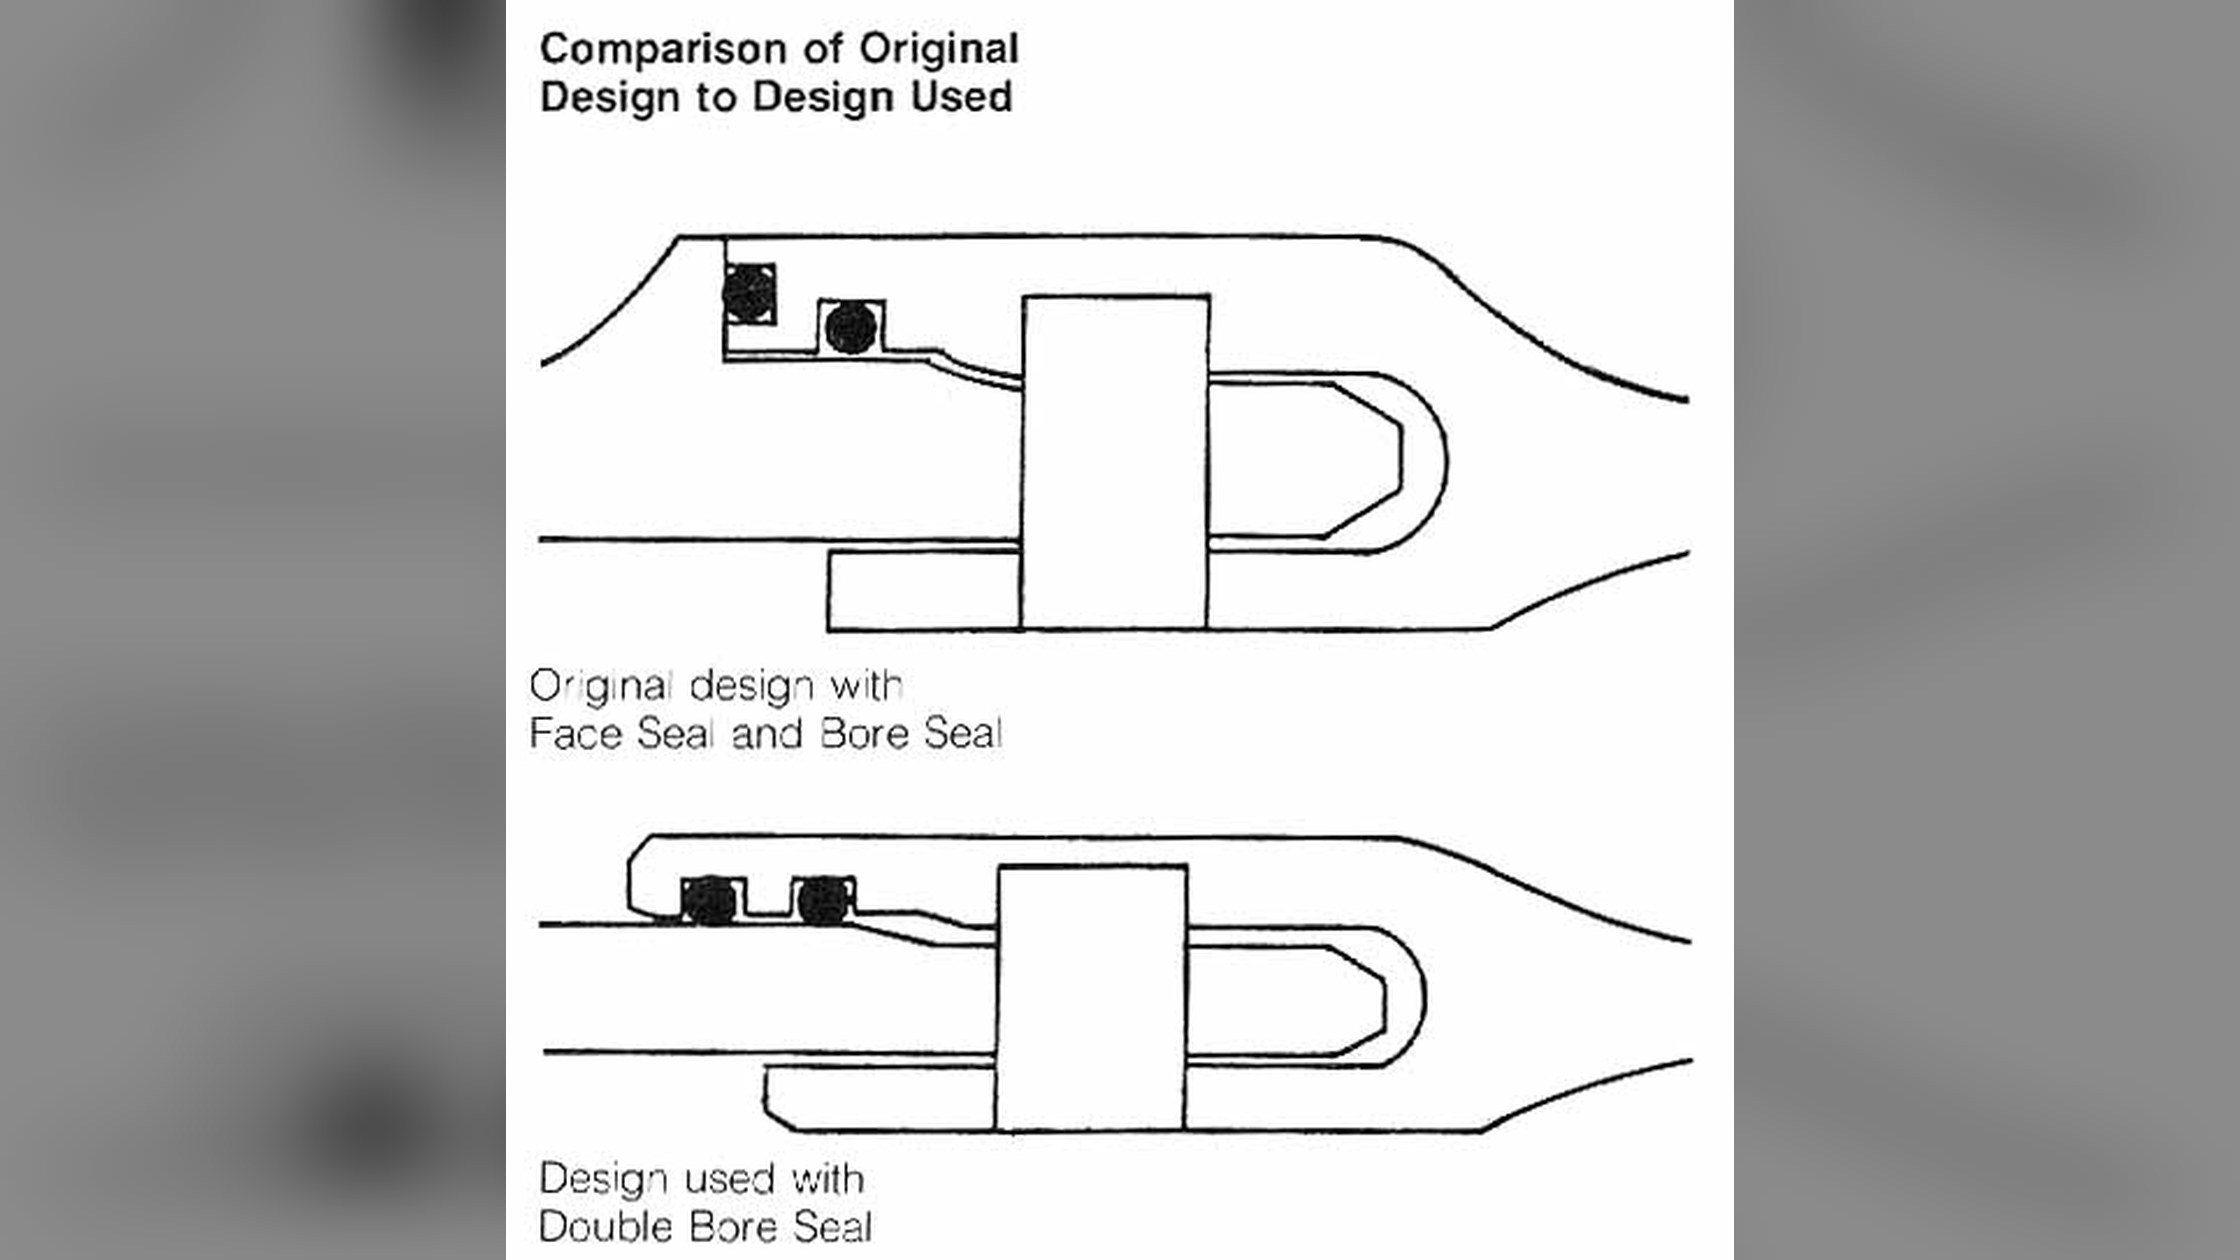 Comparison of Original
Design to Design Used
Original design with
Face Seal and Bore Seal
Design used with
Double Bore Seal